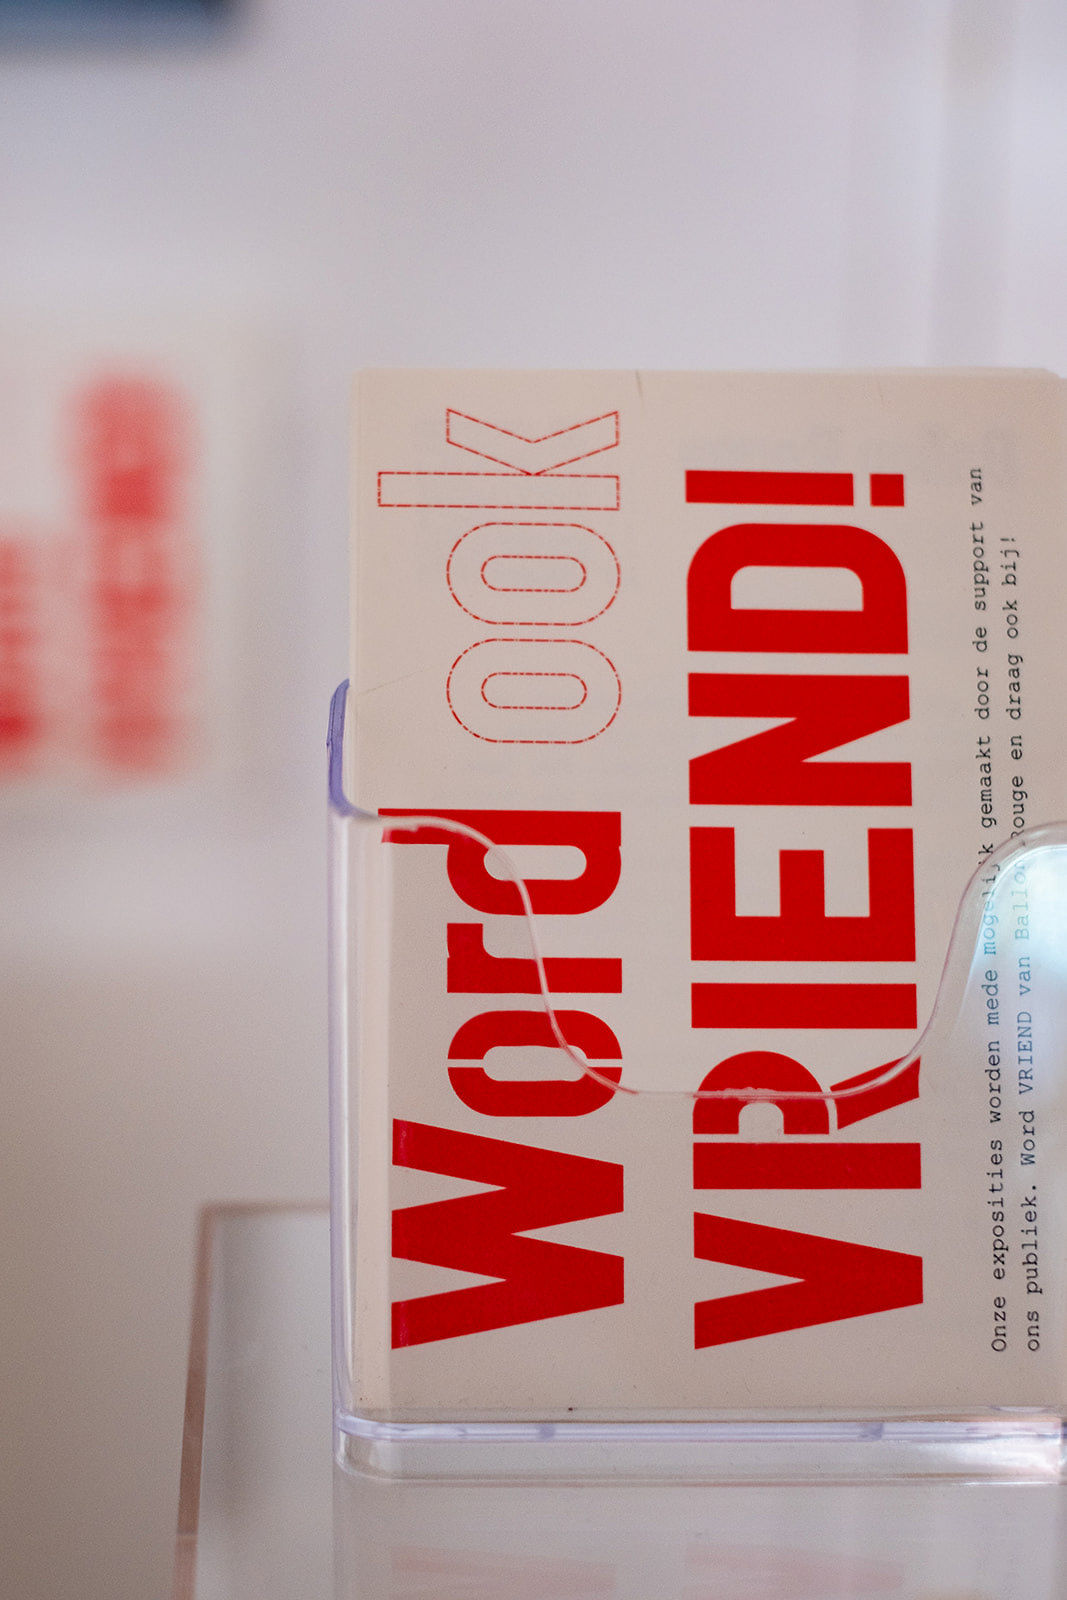 Word ook
VRIEND!
Onze exposities worden mede mogelijk gemaakt door de support van
ons publiek. Word VRIEND van Ballon Rouge en draag ook bij!